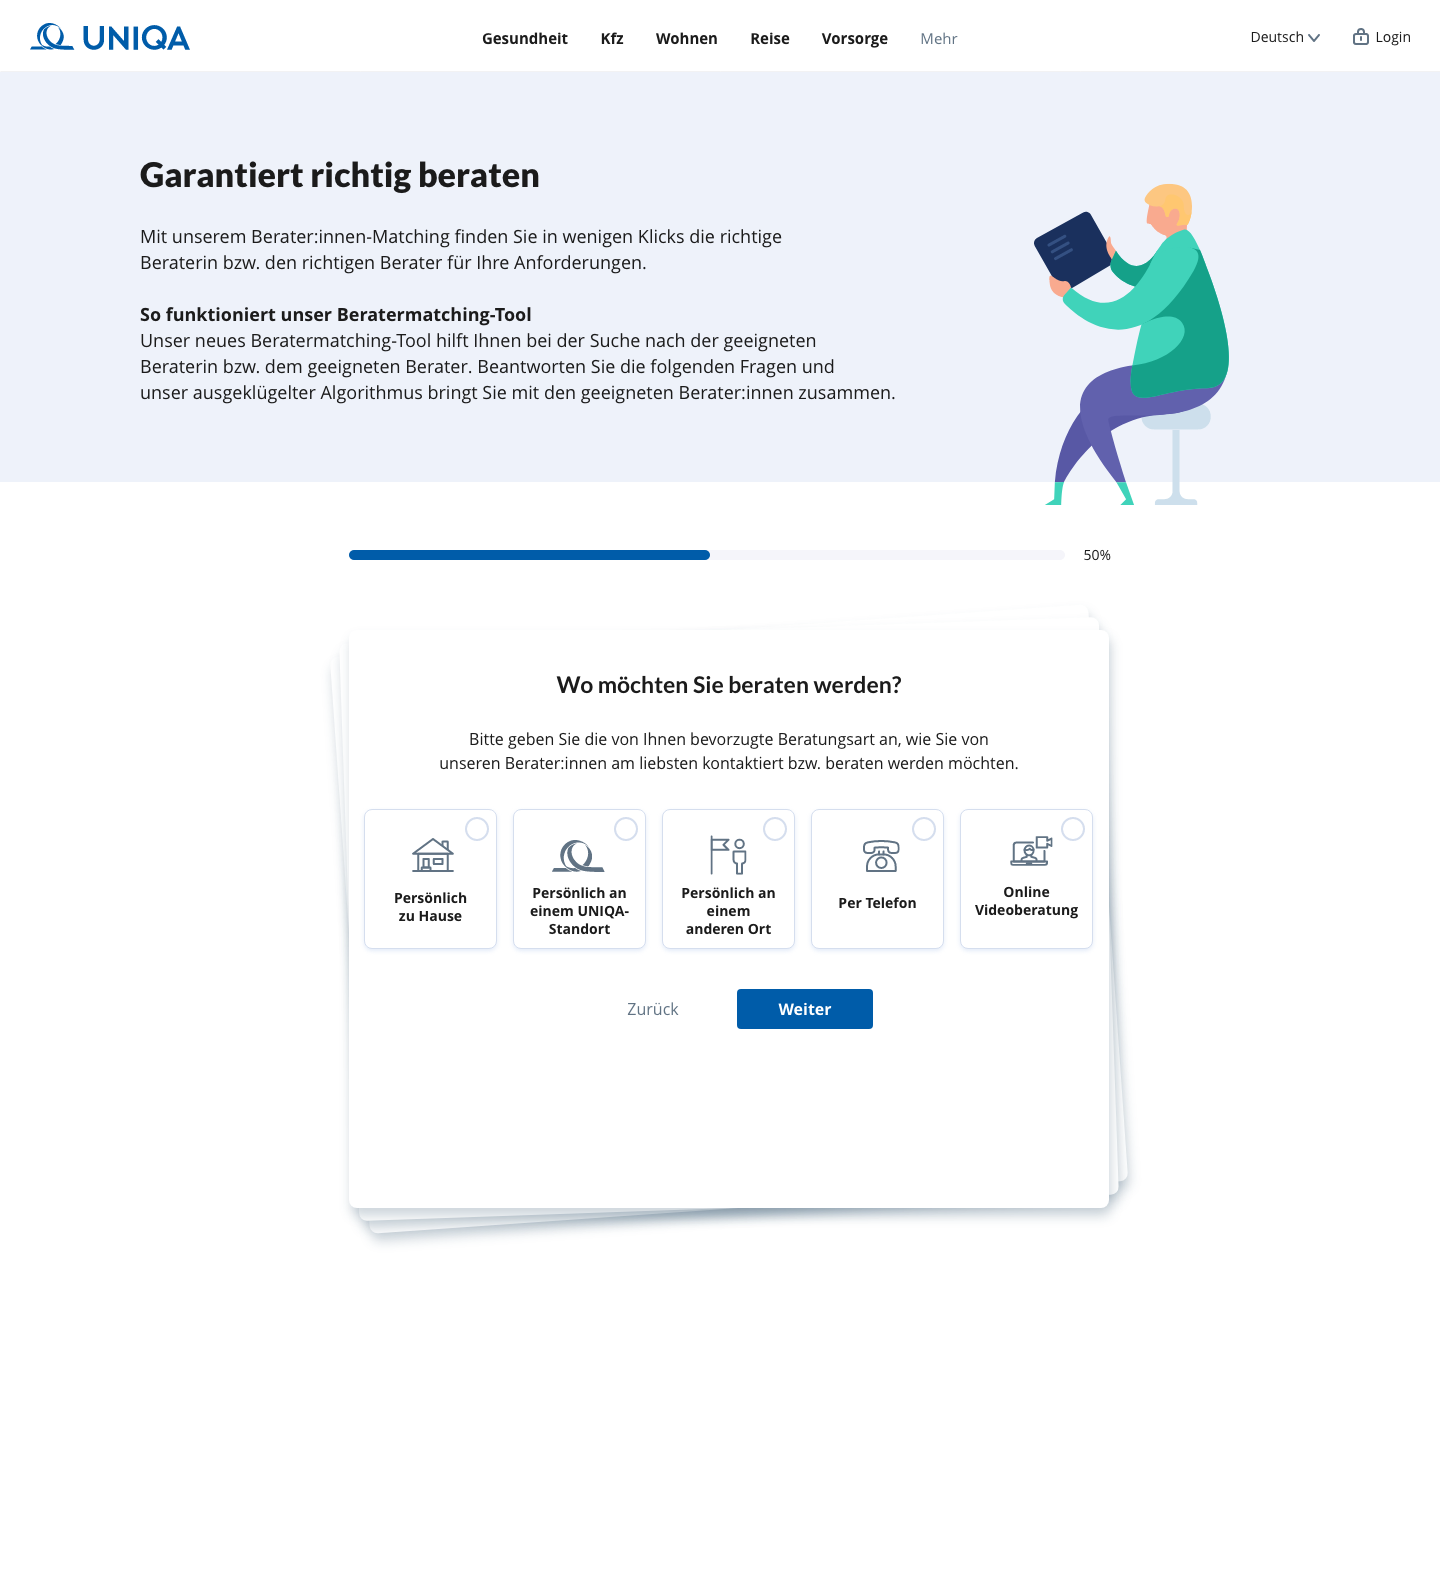 UNIQA
Gesundheit Kfz Wohnen Reise Vorsorge Mehr
Deutsch Login
Garantiert richtig beraten
Mit unserem Berater:innen-Matching finden Sie in wenigen Klicks die richtige
Beraterin bzw. den richtigen Berater für Ihre Anforderungen.
So funktioniert unser Beratermatching-Tool
Unser neues Beratermatching-Tool hilft Ihnen bei der Suche nach der geeigneten
Beraterin bzw. dem geeigneten Berater. Beantworten Sie die folgenden Fragen und
unser ausgeklügelter Algorithmus bringt Sie mit den geeigneten Berater:innen zusammen.
50%
Wo möchten Sie beraten werden?
Bitte geben Sie die von Ihnen bevorzugte Beratungsart an, wie Sie von
unseren Berater:innen am liebsten kontaktiert bzw. beraten werden möchten.
Persönlich
zu Hause
Persönlich an
einem UNIQA-
Standort
Persönlich an
einem
anderen Ort
Per Telefon
Online
Videoberatung
Zurück
Weiter